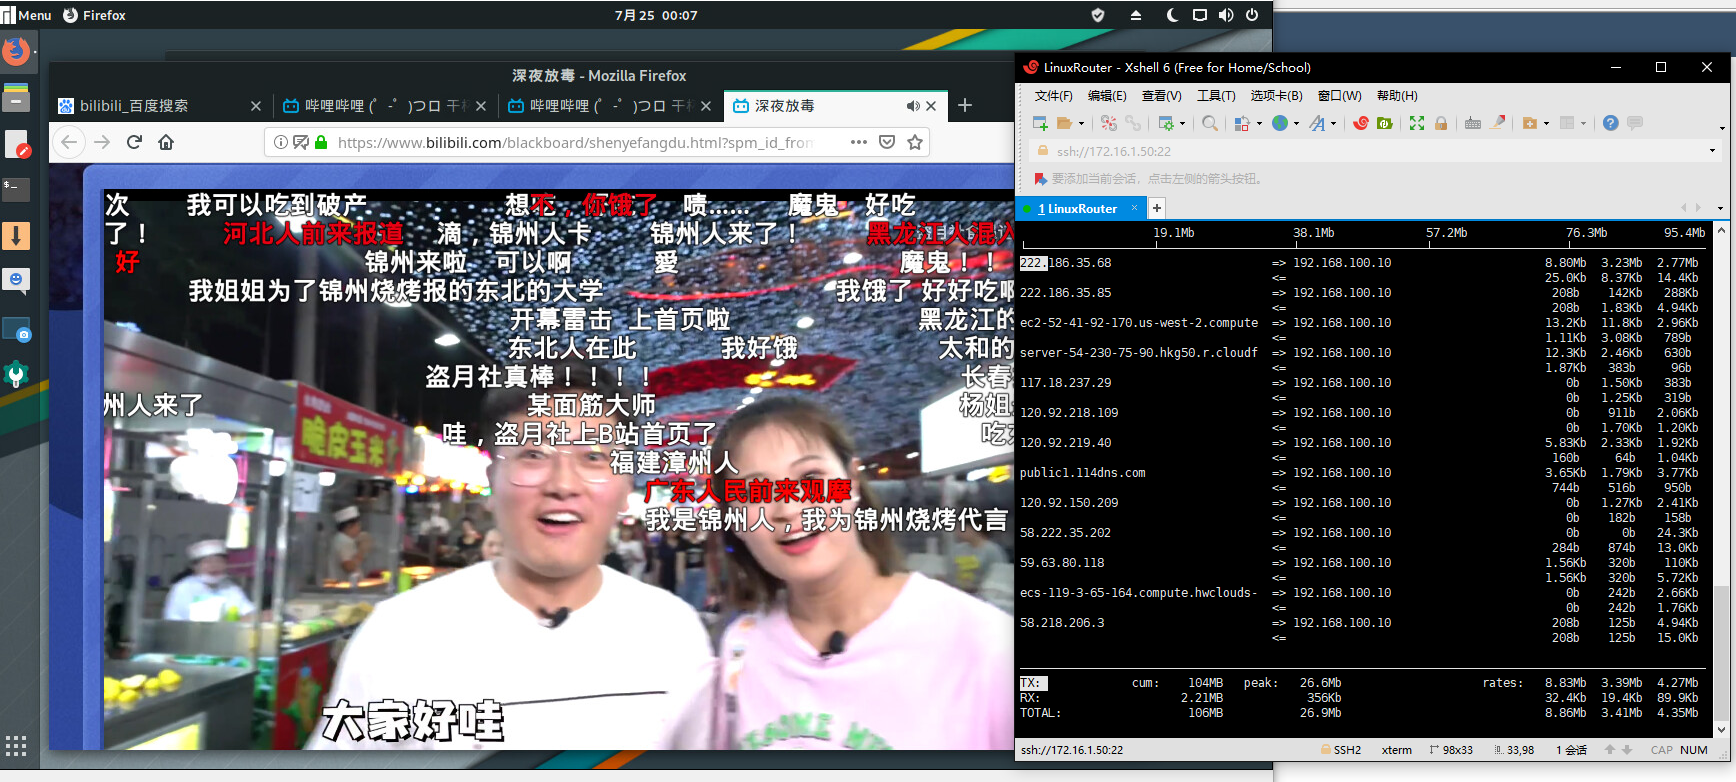 Menu Firefox
7月25 00:07
深夜放毒 - Mozilla Firefox
bilibili_百度搜索
哔哩哔哩 (゜-゜)つロ 干杯
哔哩哔哩 (゜-゜)つロ 干杯
深夜放毒
https://www.bilibili.com/blackboard/shenyefangdu.html?spm_id_from
次 我可以吃到破产 想 不，你饿了 啧…… 魔鬼 好吃
了！ 河北人前来报道 滴，锦州人卡 锦州人来了！ 黑龙江人混入
好 锦州来啦 可以啊 愛 魔鬼！！
我姐姐为了锦州烧烤报的东北的大学 我饿了 好好吃啊
开幕雷击 上首页啦 黑龙江的
东北人在此 我好饿 太和的
盗月社真棒！！！！ 长春
州人来了 某面筋大师 杨姐
哇，盗月社上B站首页了 吃
福建漳州人
广东人民前来观摩
我是锦州人，我为锦州烧烤代言
脆皮玉米
大家好哇
LinuxRouter - Xshell 6 (Free for Home/School)
文件(F) 编辑(E) 查看(V) 工具(T) 选项卡(B) 窗口(W) 帮助(H)
ssh://172.16.1.50:22
要添加当前会话，点击左侧的箭头按钮。
1 LinuxRouter × +
19.1Mb 38.1Mb 57.2Mb 76.3Mb 95.4Mb
222.186.35.68 => 192.168.100.10 8.80Mb 3.23Mb 2.77Mb
<= 25.0Kb 8.37Kb 14.4Kb
222.186.35.85 => 192.168.100.10 208b 142Kb 288Kb
<= 208b 1.83Kb 4.94Kb
ec2-52-41-92-170.us-west-2.compute => 192.168.100.10 13.2Kb 11.8Kb 2.96Kb
<= 1.11Kb 3.08Kb 789b
server-54-230-75-90.hkg50.r.cloudf => 192.168.100.10 12.3Kb 2.46Kb 630b
<= 1.87Kb 383b 96b
117.18.237.29 => 192.168.100.10 0b 1.50Kb 383b
<= 0b 1.25Kb 319b
120.92.218.109 => 192.168.100.10 0b 911b 2.06Kb
<= 0b 1.70Kb 1.20Kb
120.92.219.40 => 192.168.100.10 5.83Kb 2.33Kb 1.92Kb
<= 160b 64b 1.04Kb
public1.114dns.com => 192.168.100.10 3.65Kb 1.79Kb 3.77Kb
<= 744b 516b 950b
120.92.150.209 => 192.168.100.10 0b 1.27Kb 2.41Kb
<= 0b 182b 158b
58.222.35.202 => 192.168.100.10 0b 0b 24.3Kb
<= 284b 874b 13.0Kb
59.63.80.118 => 192.168.100.10 1.56Kb 320b 110Kb
<= 1.56Kb 320b 5.72Kb
ecs-119-3-65-164.compute.hwclouds- => 192.168.100.10 0b 242b 2.66Kb
<= 0b 242b 1.76Kb
58.218.206.3 => 192.168.100.10 208b 125b 4.94Kb
<= 208b 125b 15.0Kb
TX: cum: 104MB peak: 26.6Mb rates: 8.83Mb 3.39Mb 4.27Mb
RX: 2.21MB 356Kb 32.4Kb 19.4Kb 89.9Kb
TOTAL: 106MB 26.9Mb 8.86Mb 3.41Mb 4.35Mb
ssh://172.16.1.50:22 SSH2 xterm 98x33 33,98 1 会话 CAP NUM